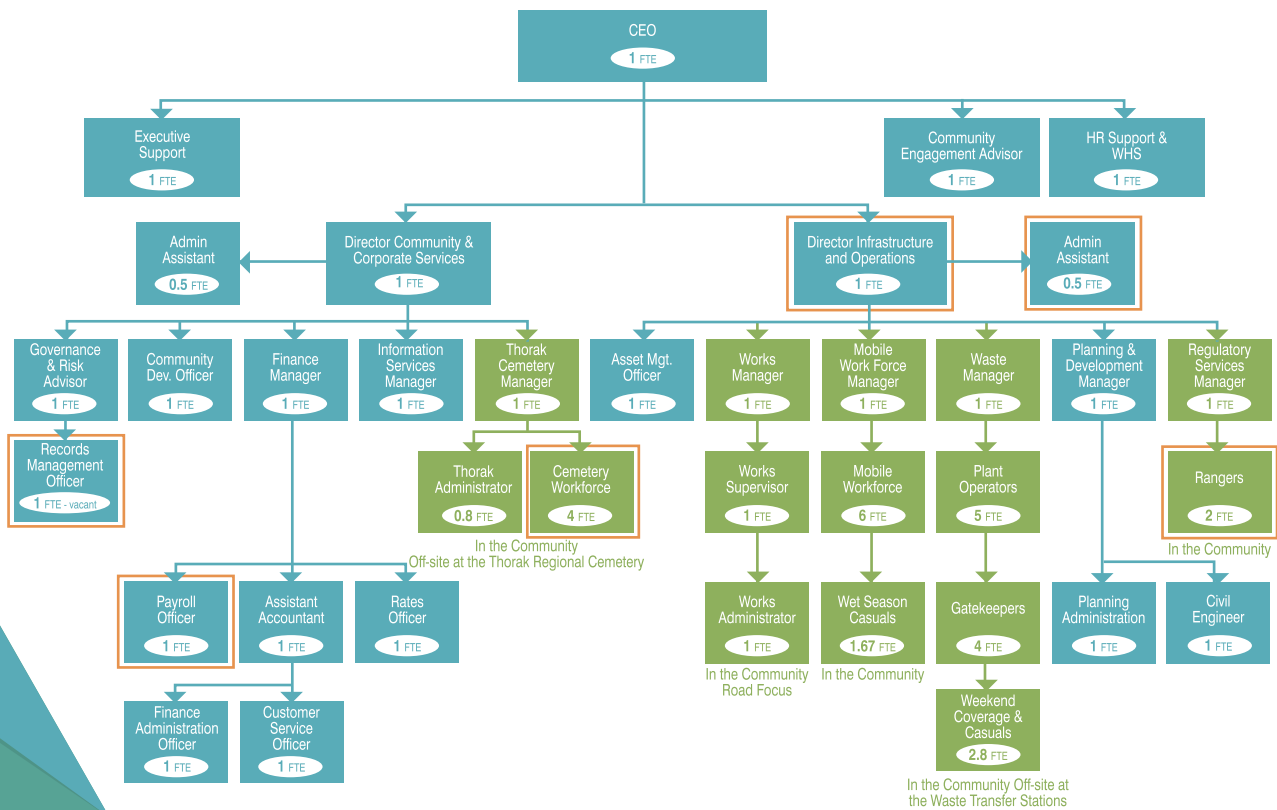 CEO
1 FTE
Executive
Support
1 FTE
Community
Engagement Advisor
1 FTE
HR Support &
WHS
1 FTE
Admin
Assistant
0.5 FTE
Director Community &
Corporate Services
1 FTE
Director Infrastructure
and Operations
1 FTE
Admin
Assistant
0.5 FTE
Governance
& Risk
Advisor
1 FTE
Community
Dev. Officer
1 FTE
Finance
Manager
1 FTE
Information
Services
Manager
1 FTE
Thorak
Cemetery
Manager
1 FTE
Asset Mgt.
Officer
1 FTE
Works
Manager
1 FTE
Mobile
Work Force
Manager
1 FTE
Waste
Manager
1 FTE
Planning &
Development
Manager
1 FTE
Regulatory
Services
Manager
1 FTE
Records
Management
Officer
1 FTE - vacant
Thorak
Administrator
0.8 FTE
Cemetery
Workforce
4 FTE
In the Community
Off-site at the Thorak Regional Cemetery
Works
Supervisor
1 FTE
Mobile
Workforce
6 FTE
Plant
Operators
5 FTE
Rangers
2 FTE
In the Community
Payroll
Officer
1 FTE
Assistant
Accountant
1 FTE
Rates
Officer
1 FTE
Works
Administrator
1 FTE
In the Community
Road Focus
Wet Season
Casuals
1.67 FTE
In the Community
Gatekeepers
4 FTE
Planning
Administration
1 FTE
Civil
Engineer
1 FTE
Finance
Administration
Officer
1 FTE
Customer
Service
Officer
1 FTE
Weekend
Coverage &
Casuals
2.8 FTE
In the Community Off-site at
the Waste Transfer Stations